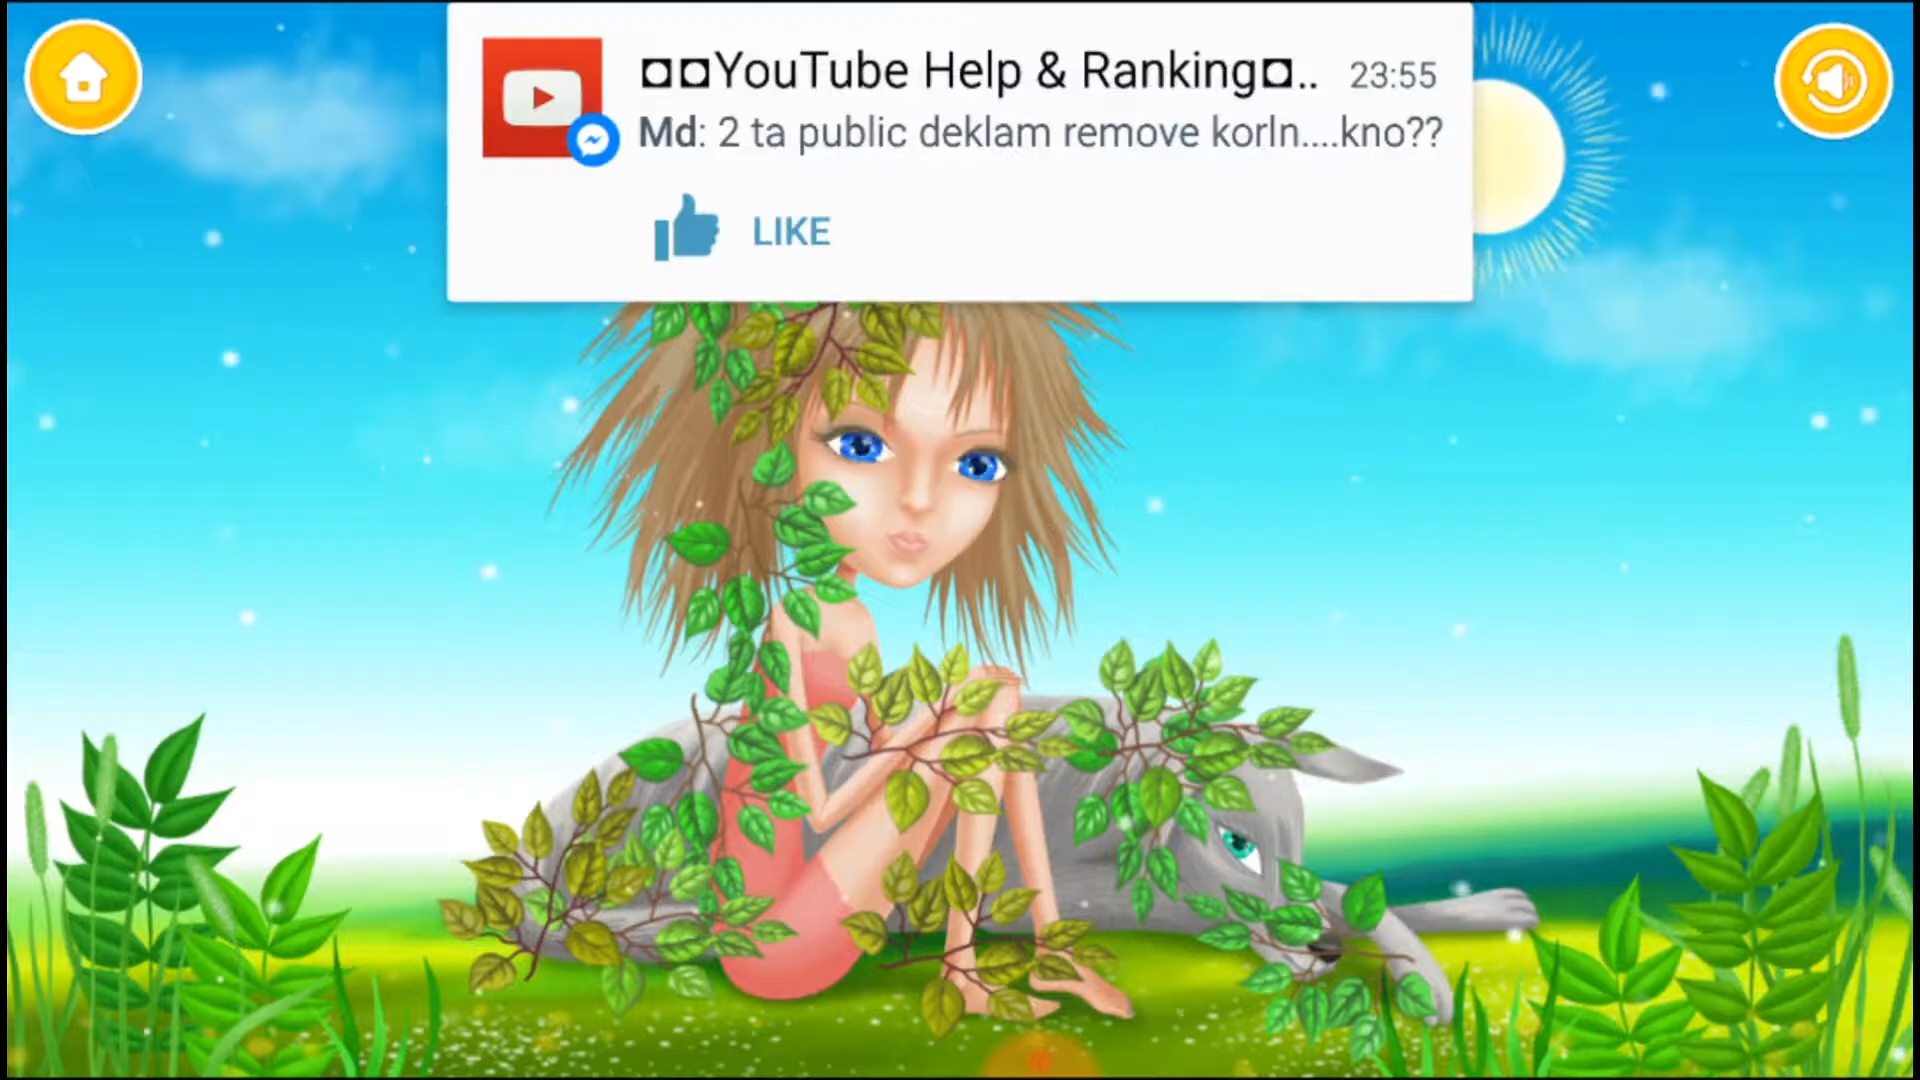 ◘◘YouTube Help & Ranking◘.. 23:55
Md: 2 ta public deklam remove korln....kno??
LIKE